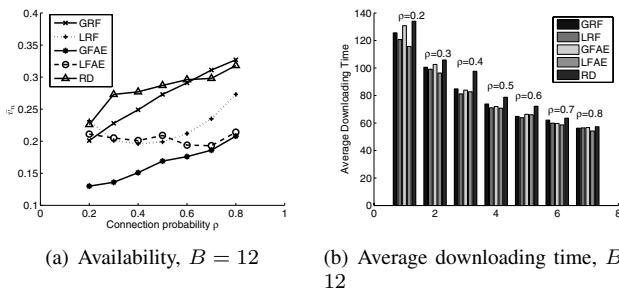 0.4
0.35
0.3
0.25
0.2
0.15
0.1
0
0.2
0.4
0.6
0.8
1
Connection probability ρ
GRF
LRF
GFAE
LFAE
RD
(a) Availability, B = 12
Average Downloading Time
140
120
100
80
60
40
20
0
0
2
4
6
8
ρ=0.2
ρ=0.3
ρ=0.4
ρ=0.5
ρ=0.6
ρ=0.7
ρ=0.8
GRF
LRF
GFAE
LFAE
RD
(b) Average downloading time, B
12